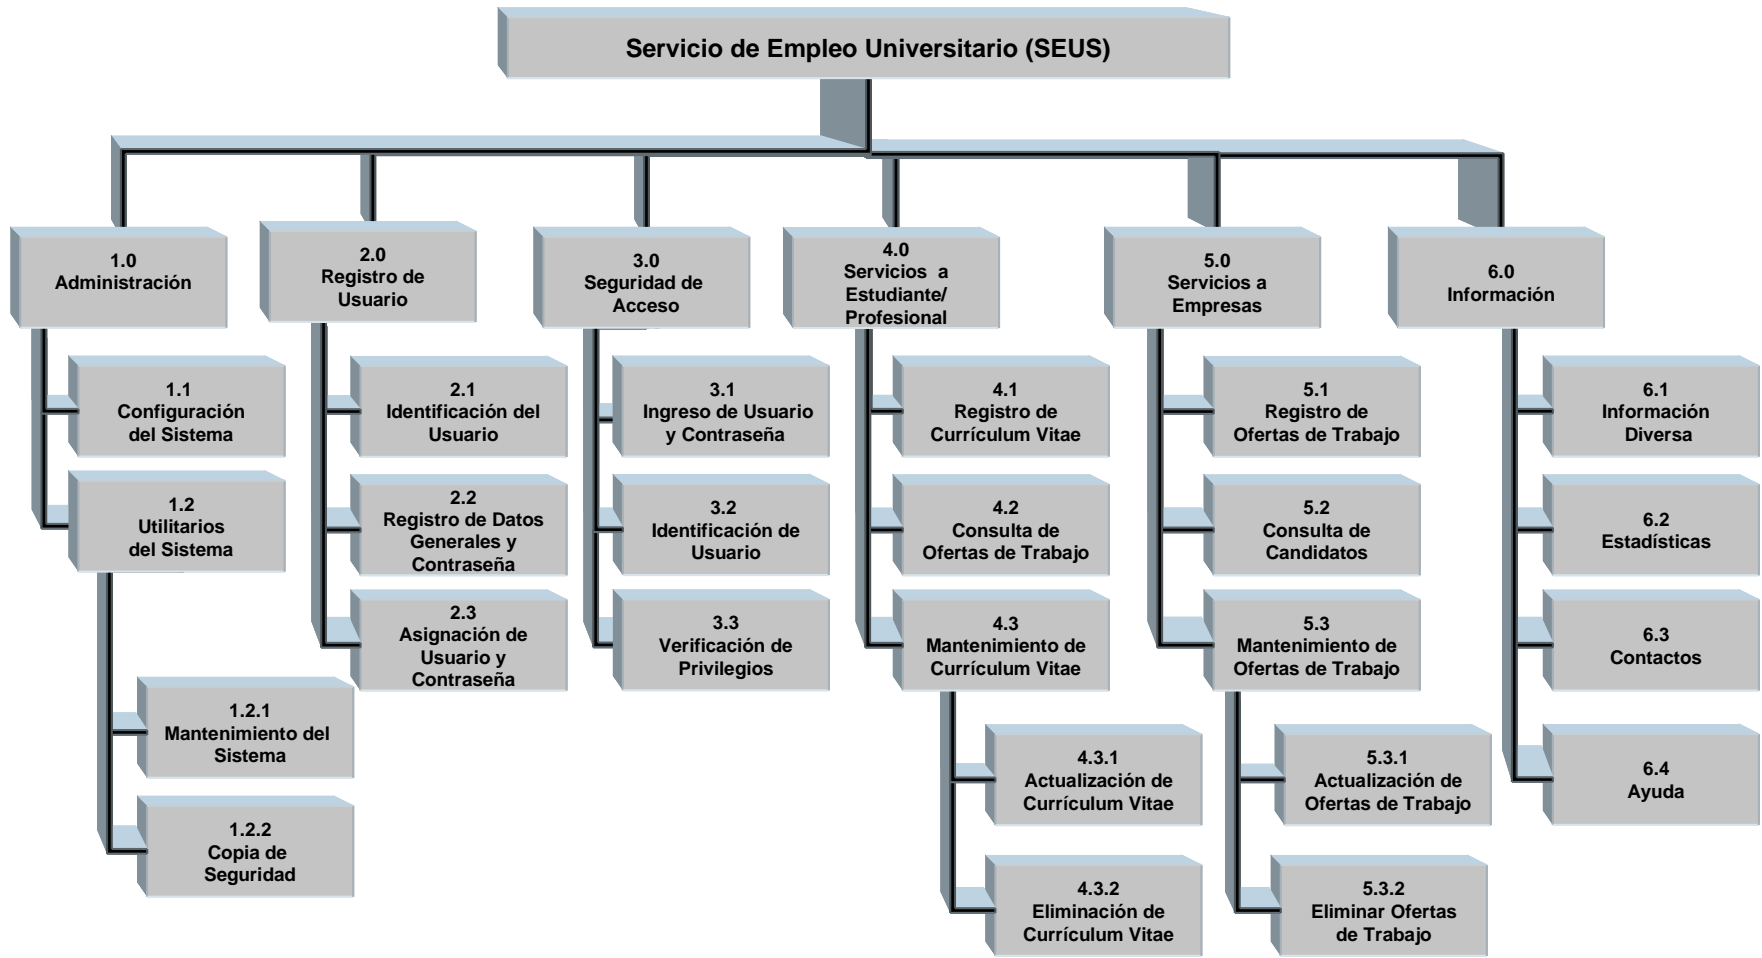 Servicio de Empleo Universitario (SEUS)
1.0
Administración
2.0
Registro de
Usuario
3.0
Seguridad de
Acceso
4.0
Servicios a
Estudiante/
Profesional
5.0
Servicios a
Empresas
6.0
Información
1.1
Configuración
del Sistema
1.2
Utilitarios
del Sistema
1.2.1
Mantenimiento del
Sistema
1.2.2
Copia de
Seguridad
2.1
Identificación del
Usuario
2.2
Registro de Datos
Generales y
Contraseña
2.3
Asignación de
Usuario y
Contraseña
3.1
Ingreso de Usuario
y Contraseña
3.2
Identificación de
Usuario
3.3
Verificación de
Privilegios
4.1
Registro de
Currículum Vitae
4.2
Consulta de
Ofertas de Trabajo
4.3
Mantenimiento de
Currículum Vitae
4.3.1
Actualización de
Currículum Vitae
4.3.2
Eliminación de
Currículum Vitae
5.1
Registro de
Ofertas de Trabajo
5.2
Consulta de
Candidatos
5.3
Mantenimiento de
Ofertas de Trabajo
5.3.1
Actualización de
Ofertas de Trabajo
5.3.2
Eliminar Ofertas
de Trabajo
6.1
Información
Diversa
6.2
Estadísticas
6.3
Contactos
6.4
Ayuda